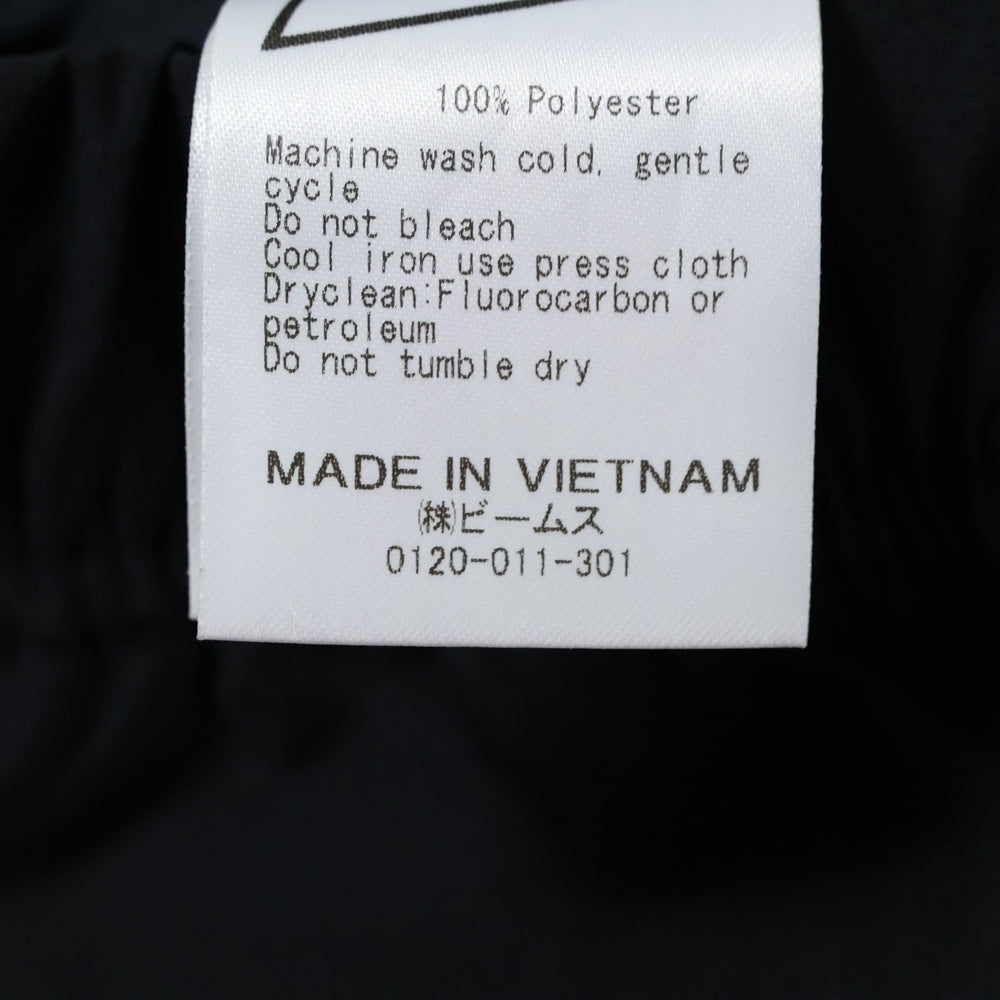 100% Polyester
Machine wash cold, gentle
cycle
Do not bleach
Cool iron use press cloth
Dryclean:Fluorocarbon or
petroleum
Do not tumble dry
MADE IN VIETNAM
㈱ビームス
0120-011-301